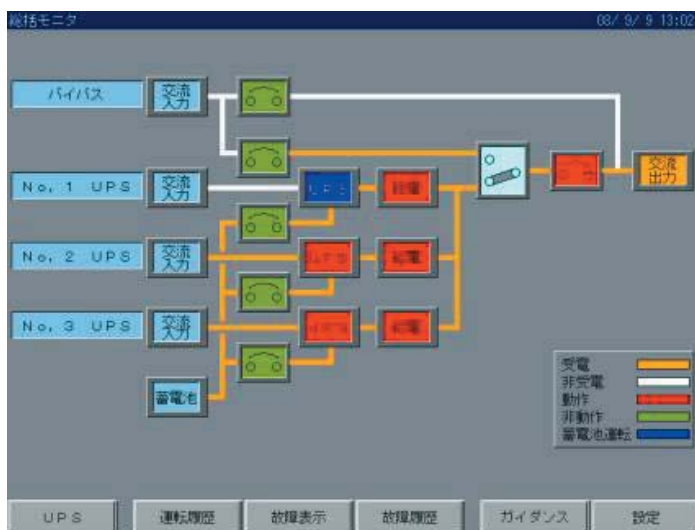 総括モニタ
08/ 9/ 9 13:02
バイパス
交流
入力
No. 1 UPS
交流
入力
UPS
給電
交流
出力
No. 2 UPS
交流
入力
UPS
給電
No. 3 UPS
交流
入力
UPS
給電
蓄電池
受電
非受電
動作
非動作
蓄電池運転
UPS
運転履歴
故障表示
故障履歴
ガイダンス
設定